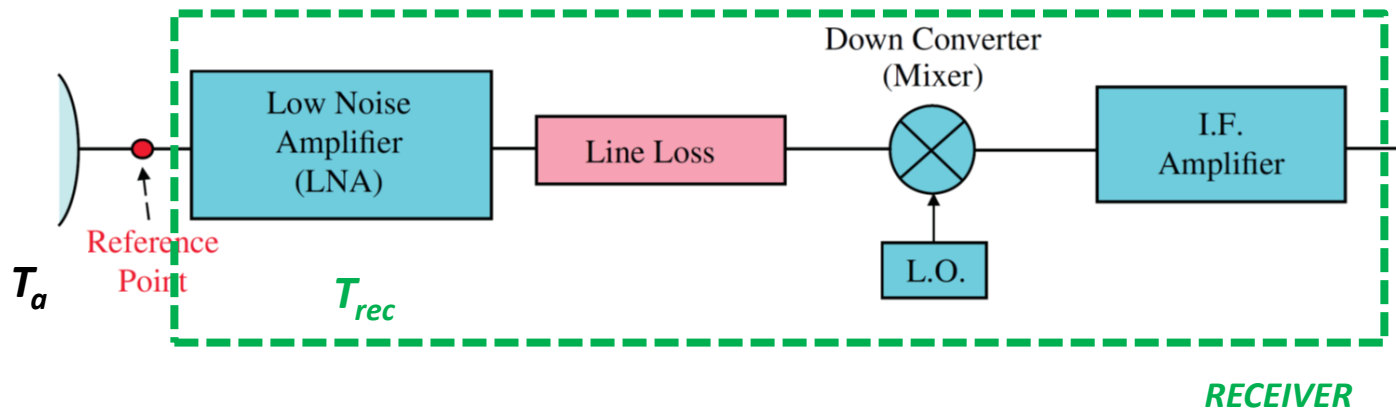 Down Converter
(Mixer)
Low Noise
Amplifier
(LNA)
Line Loss
I.F.
Amplifier
Reference
Point
L.O.
Ta
Trec
RECEIVER